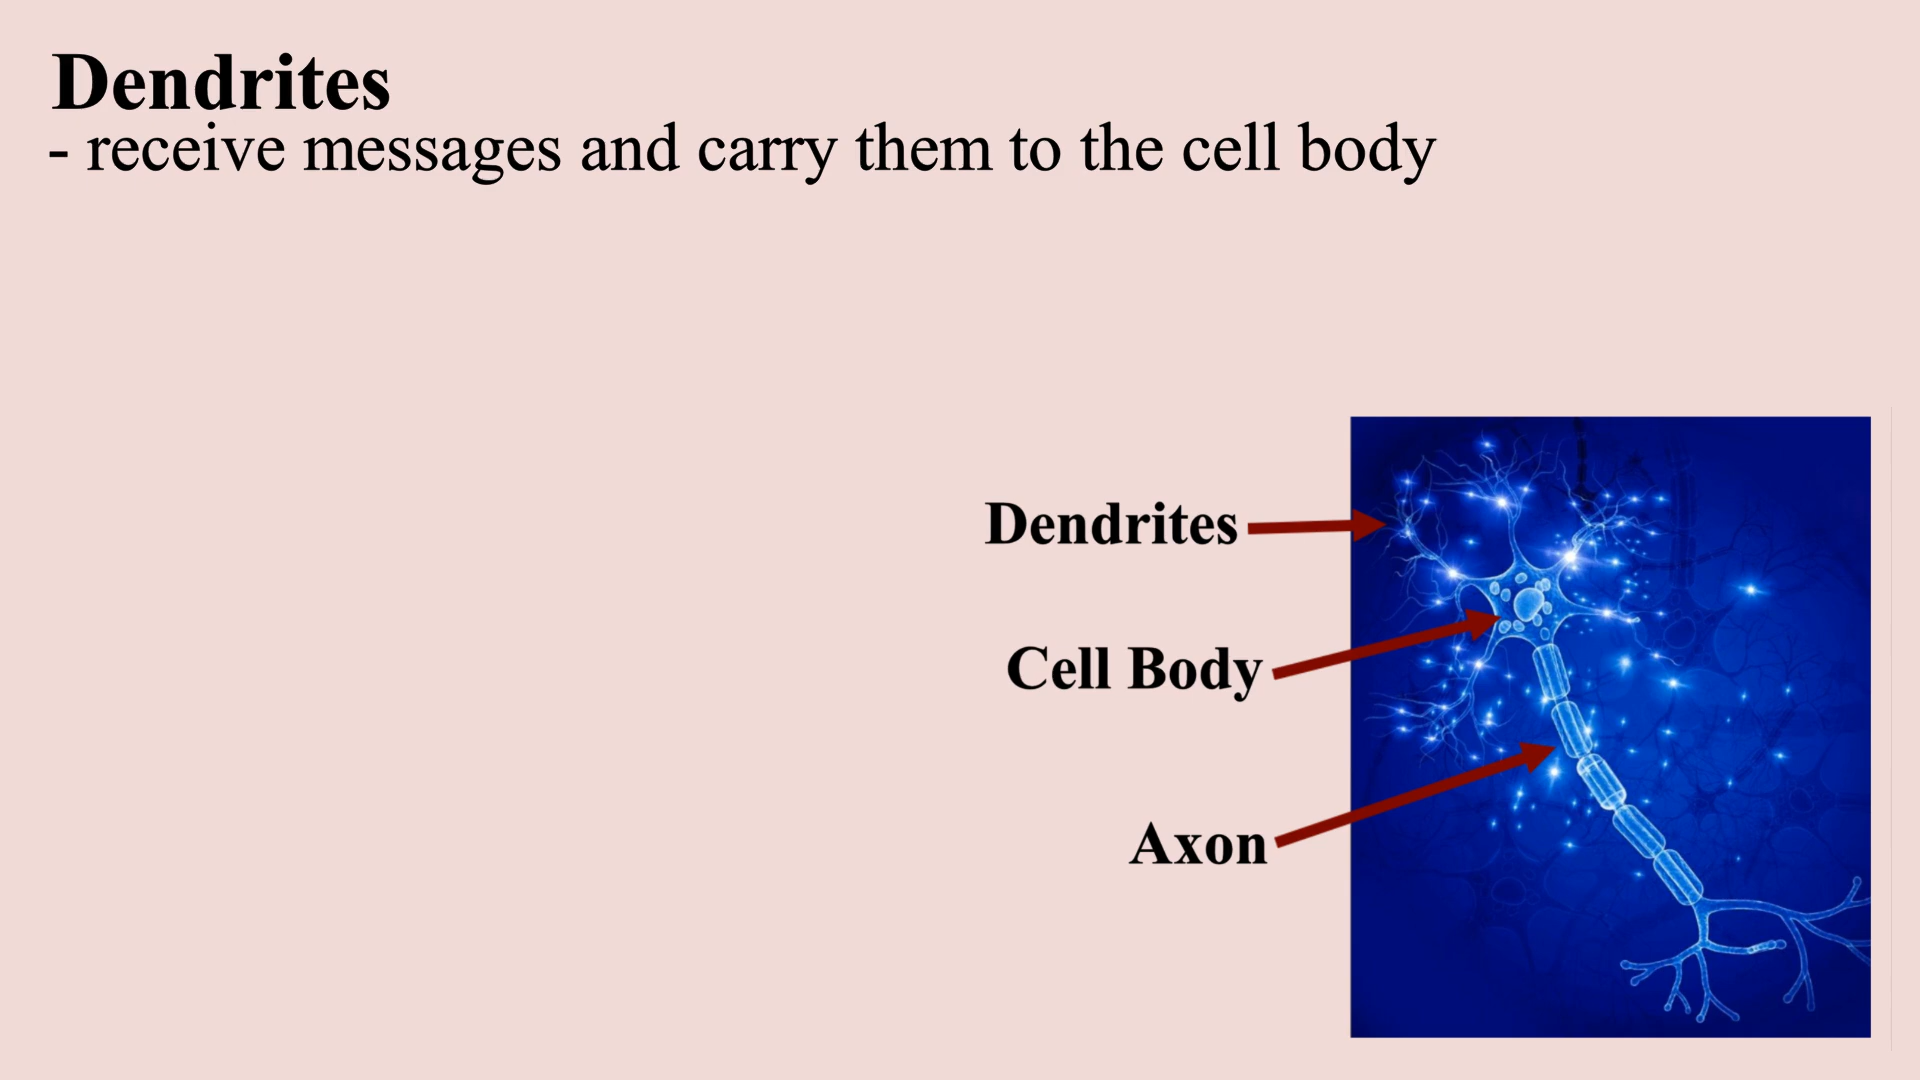 Dendrites
- receive messages and carry them to the cell body
Dendrites
Cell Body
Axon